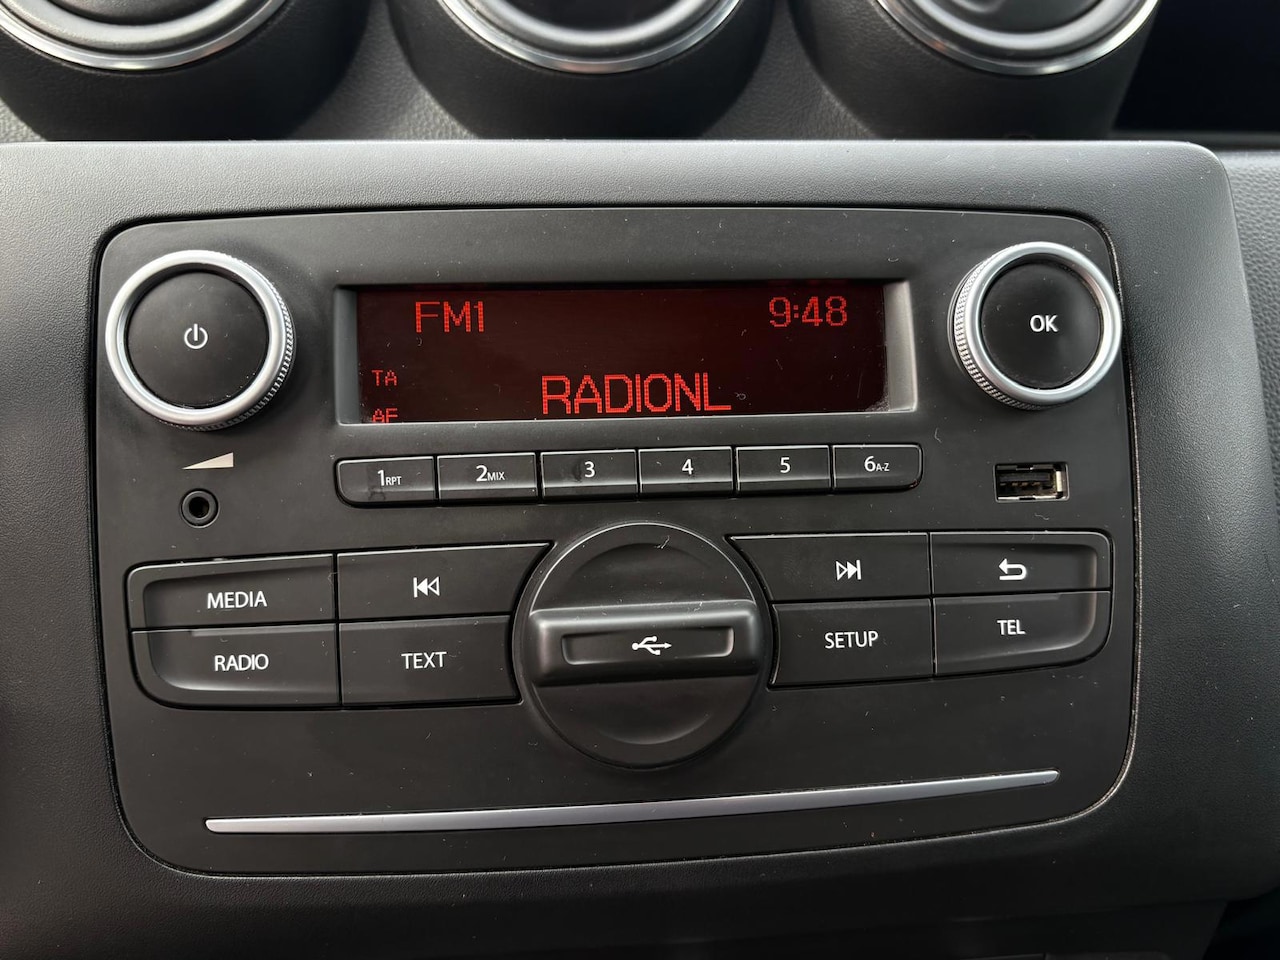 FM1 9:48
TA
RADIONL
AF
OK
1RPT 2MIX 3 4 5 6A-Z
MEDIA
RADIO TEXT
SETUP TEL